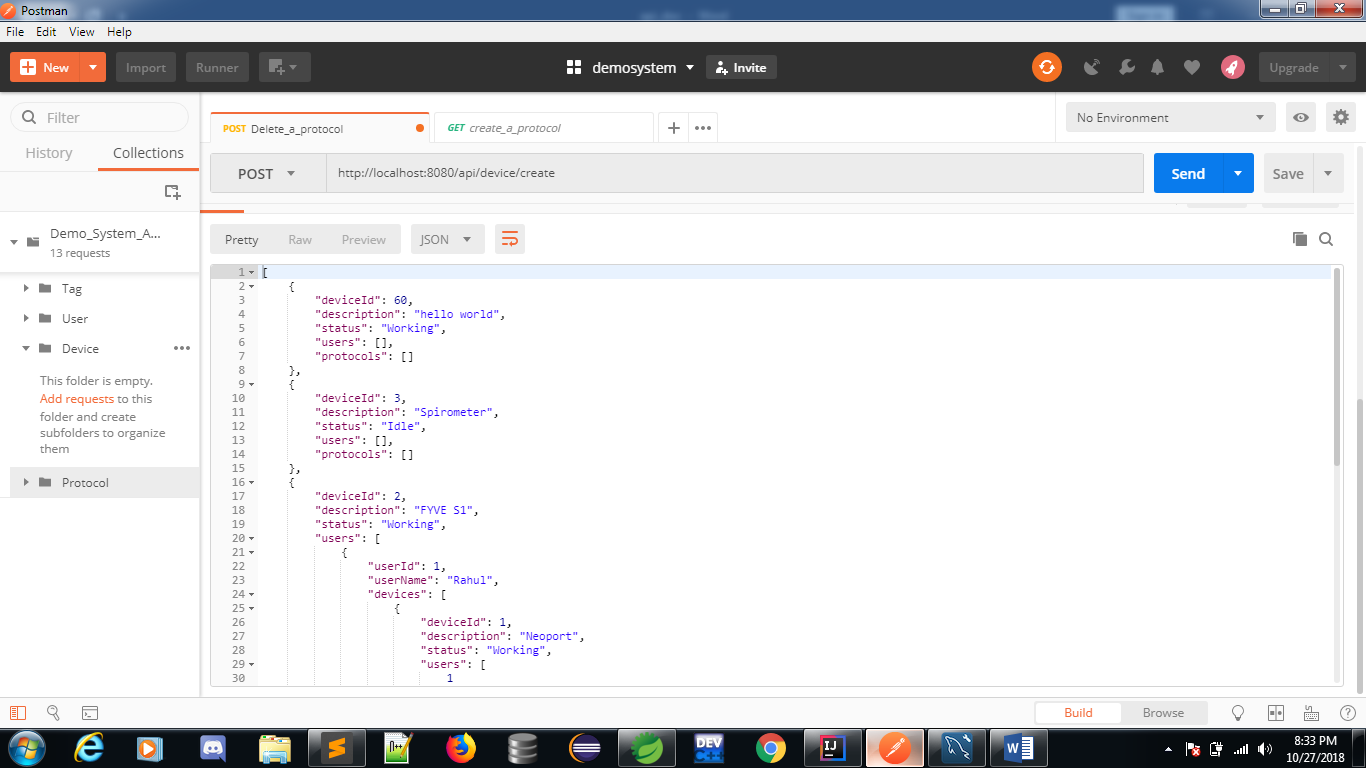 Postman
File Edit View Help
New Import Runner demosystem Invite Upgrade
Filter
History Collections
Demo_System_A...
13 requests
Tag
User
Device
This folder is empty.
Add requests to this
folder and create
subfolders to organize
them
Protocol
POST Delete_a_protocol GET create_a_protocol No Environment
POST http://localhost:8080/api/device/create Send Save
Pretty Raw Preview JSON
1 [
2 {
3 "deviceId": 60,
4 "description": "hello world",
5 "status": "Working",
6 "users": [],
7 "protocols": []
8 },
9 {
10 "deviceId": 3,
11 "description": "Spirometer",
12 "status": "Idle",
13 "users": [],
14 "protocols": []
15 },
16 {
17 "deviceId": 2,
18 "description": "FYVE S1",
19 "status": "Working",
20 "users": [
21 {
22 "userId": 1,
23 "userName": "Rahul",
24 "devices": [
25 {
26 "deviceId": 1,
27 "description": "Neoport",
28 "status": "Working",
29 "users": [
30 1
Build Browse
8:33 PM
10/27/2018